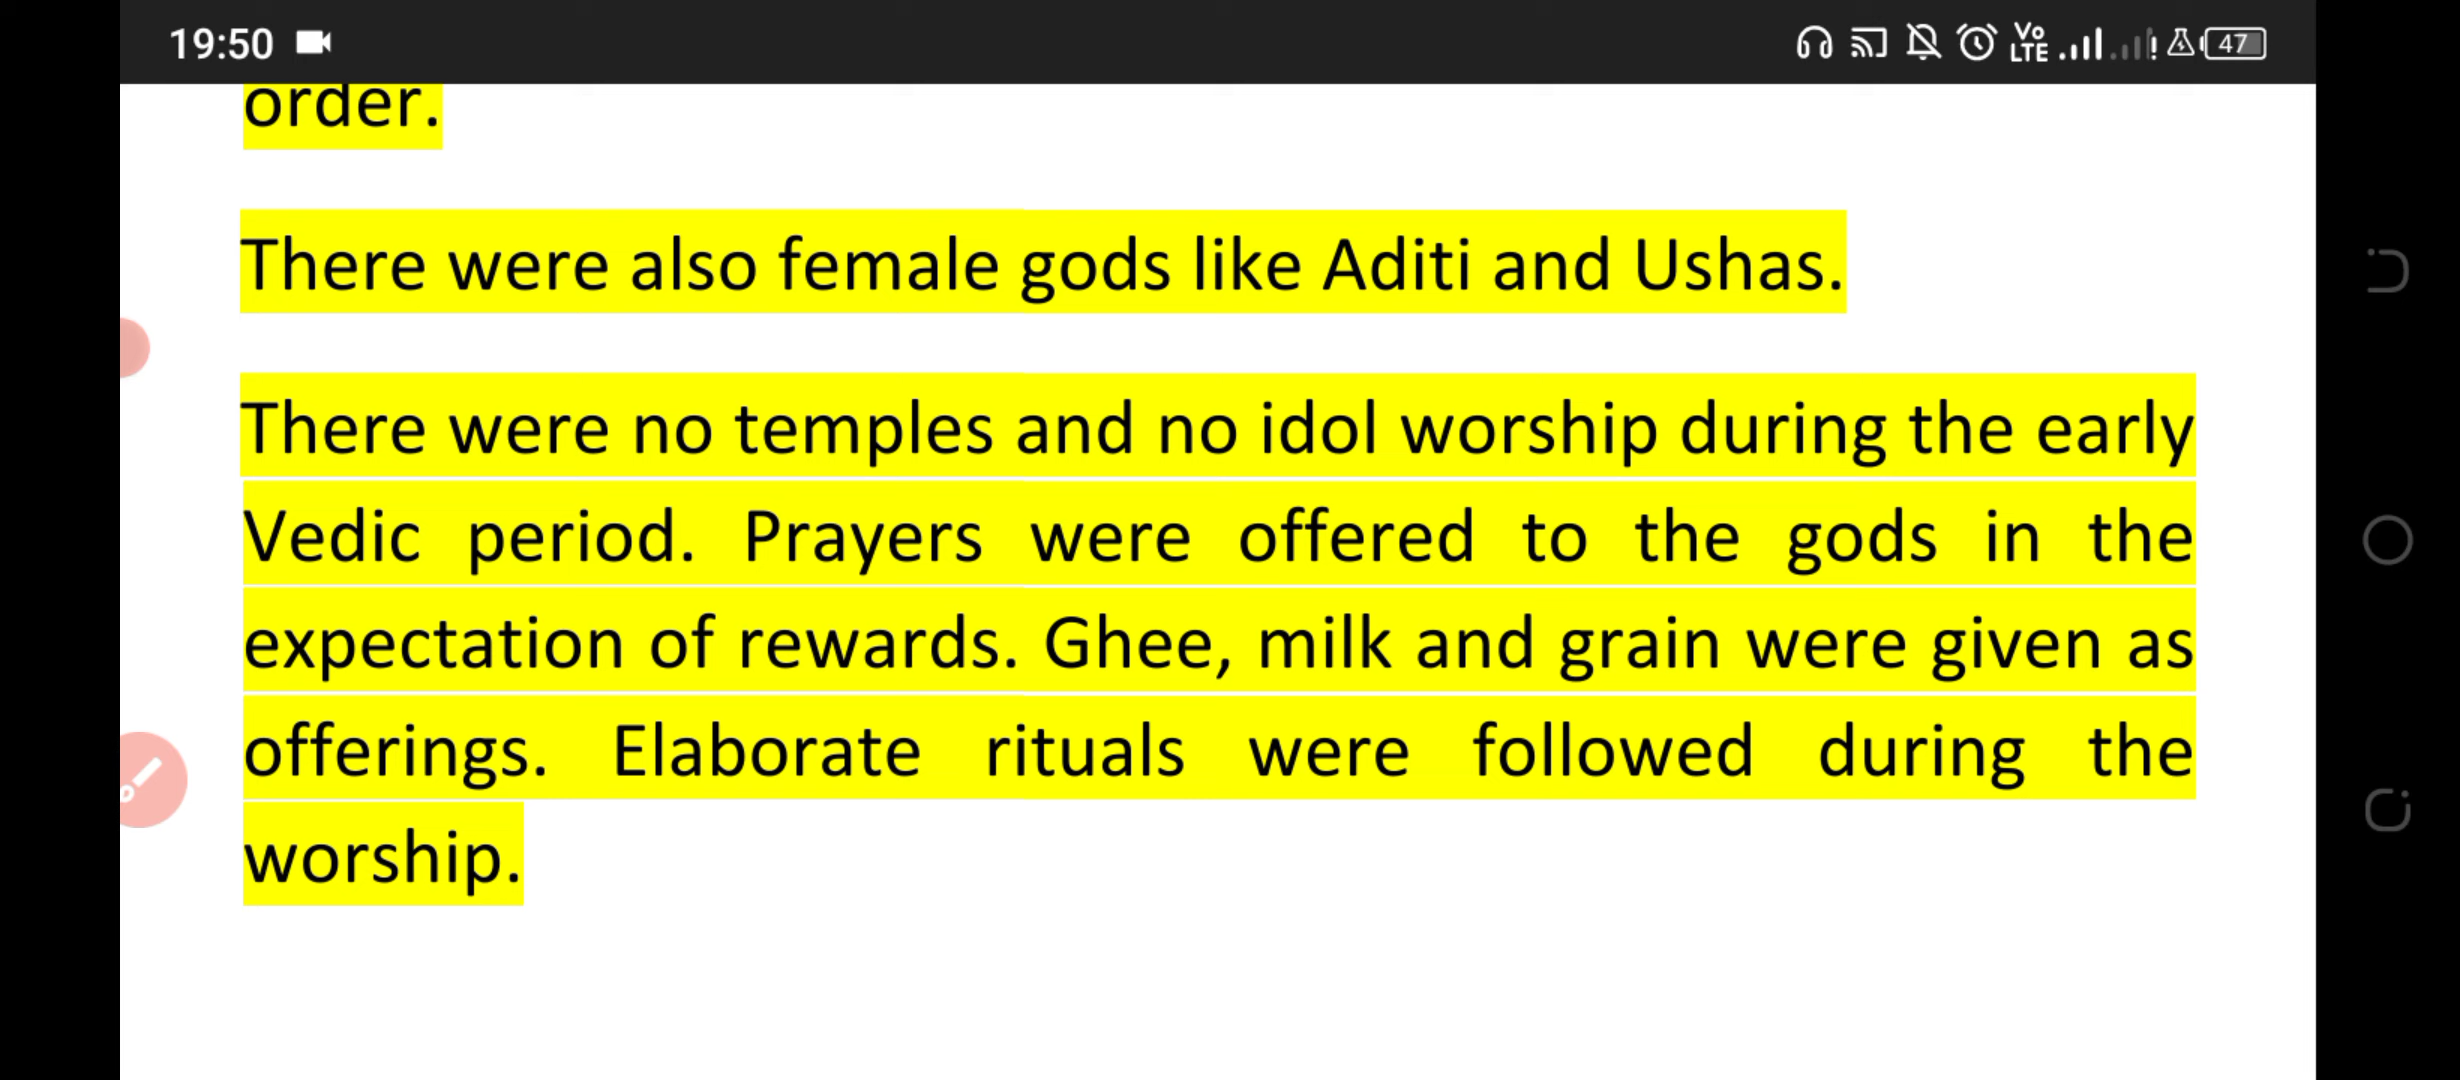 19:50 Vo LTE 47
order.
There were also female gods like Aditi and Ushas.
There were no temples and no idol worship during the early
Vedic period. Prayers were offered to the gods in the
expectation of rewards. Ghee, milk and grain were given as
offerings. Elaborate rituals were followed during the
worship.